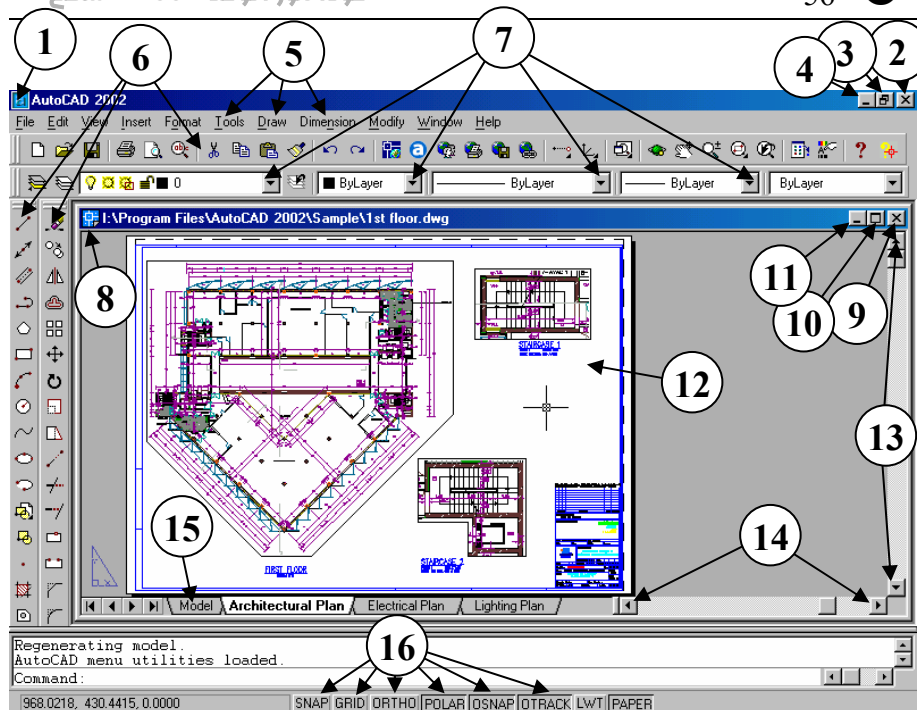 50
1
6
5
7
4
3
2
AutoCAD 2002
File Edit View Insert Format Tools Draw Dimension Modify Window Help
0 ByLayer ByLayer ByLayer ByLayer
I:\Program Files\AutoCAD 2002\Sample\1st floor.dwg
8
11
10
9
STAIRCASE 1
12
13
15
14
FIRST FLOOR
STAIRCASE 2
Model Architectural Plan Electrical Plan Lighting Plan
Regenerating model.
AutoCAD menu utilities loaded.
Command:
16
968.0218, 430.4415, 0.0000 SNAP GRID ORTHO POLAR OSNAP OTRACK LWT PAPER